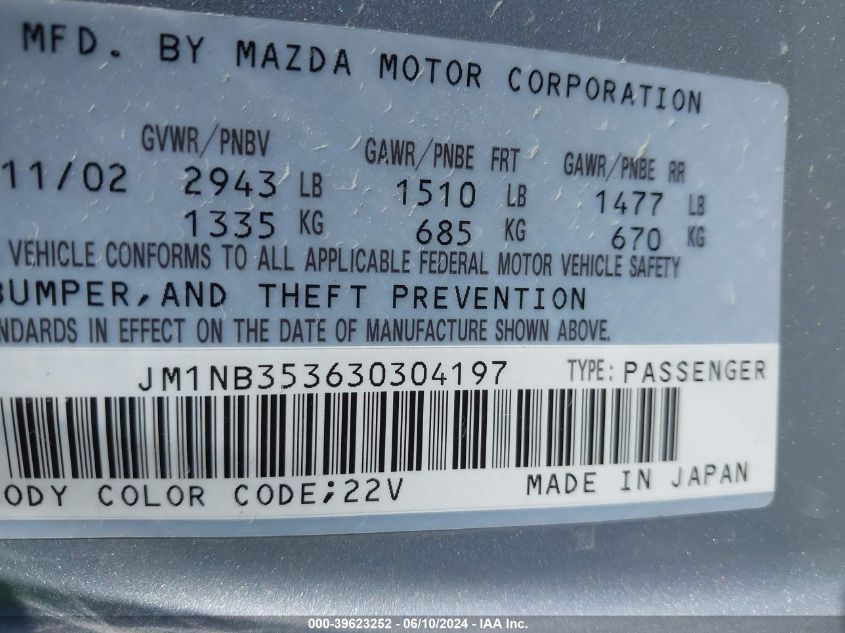 MFD. BY MAZDA MOTOR CORPORATION
GVWR/PNBV GAWR/PNBE FRT GAWR/PNBE RR
11/02 2943 LB 1510 LB 1477 LB
1335 KG 685 KG 670 KG
VEHICLE CONFORMS TO ALL APPLICABLE FEDERAL MOTOR VEHICLE SAFETY
BUMPER, AND THEFT PREVENTION
NDARDS IN EFFECT ON THE DATE OF MANUFACTURE SHOWN ABOVE.
JM1NB353630304197 TYPE: PASSENGER
ODY COLOR CODE;22V MADE IN JAPAN
000-39623252 - 06/10/2024 - IAA Inc.